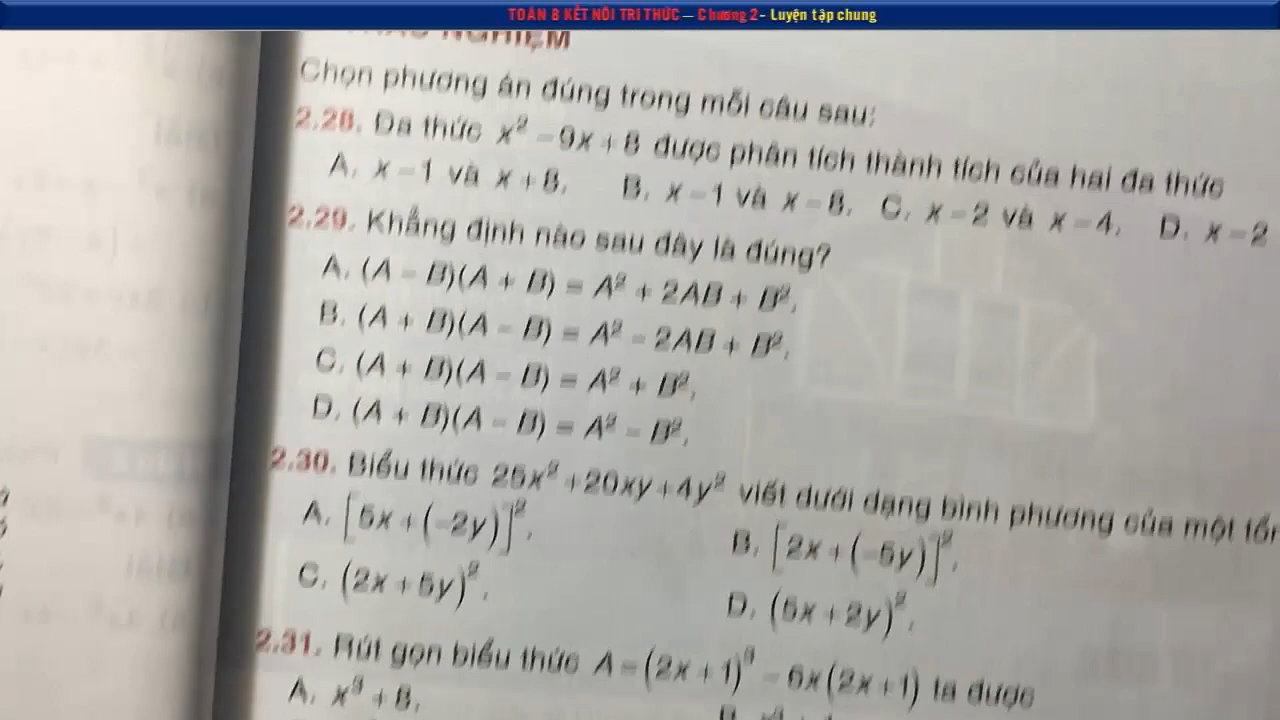 TOÁN 8 KẾT NỐI TRI THỨC — Chương 2 - Luyện tập chung
NGHIỆM
Chọn phương án đúng trong mỗi câu sau:
2.28. Đa thức x² − 9x + 8 được phân tích thành tích của hai đa thức
A. x − 1 và x + 8. B. x − 1 và x − 8. C. x − 2 và x − 4. D. x − 2
2.29. Khẳng định nào sau đây là đúng?
A. (A − B)(A + B) = A² + 2AB + B².
B. (A + B)(A − B) = A² − 2AB + B².
C. (A + B)(A − B) = A² + B².
D. (A + B)(A − B) = A² − B².
2.30. Biểu thức 25x² + 20xy + 4y² viết dưới dạng bình phương của một
A. [5x + (−2y)]². B. [2x + (−5y)]².
C. (2x + 5y)². D. (5x + 2y)².
2.31. Rút gọn biểu thức A = (2x + 1)³ − 6x(2x + 1) ta được
A. x³ + 8.